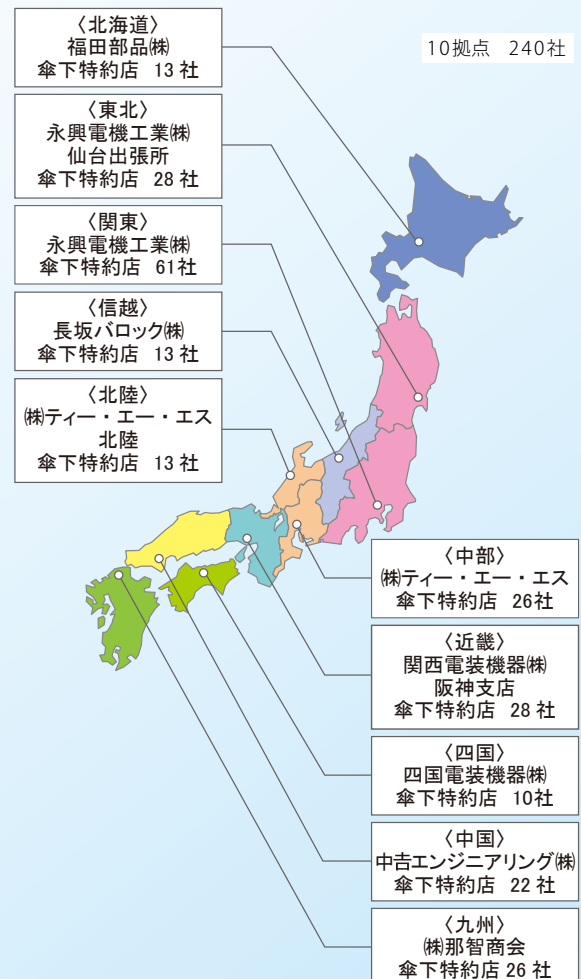 10拠点 240社
〈北海道〉
福田部品㈱
傘下特約店 13社
〈東北〉
永興電機工業㈱
仙台出張所
傘下特約店 28社
〈関東〉
永興電機工業㈱
傘下特約店 61社
〈信越〉
長坂バロック㈱
傘下特約店 13社
〈北陸〉
㈱ティー・エー・エス
北陸
傘下特約店 13社
〈中部〉
㈱ティー・エー・エス
傘下特約店 26社
〈近畿〉
関西電装機器㈱
阪神支店
傘下特約店 28社
〈四国〉
四国電装機器㈱
傘下特約店 10社
〈中国〉
中吉エンジニアリング㈱
傘下特約店 22社
〈九州〉
㈱那智商会
傘下特約店 26社